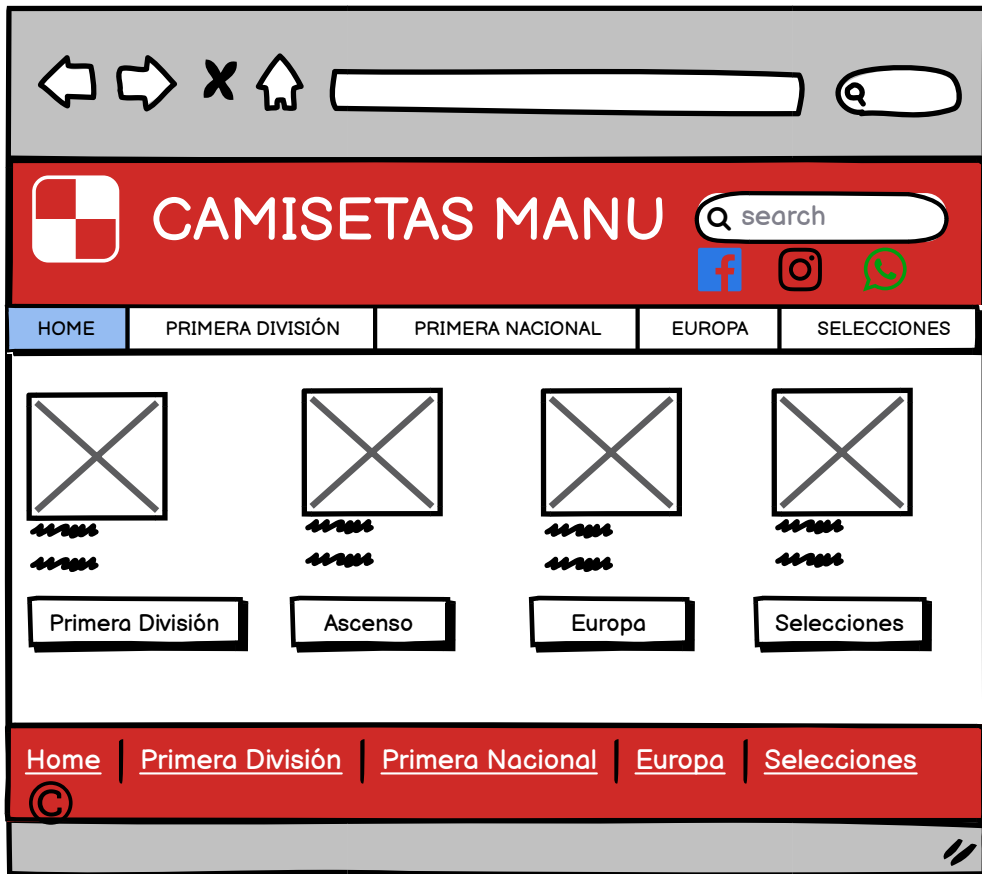 CAMISETAS MANU
search
HOME PRIMERA DIVISIÓN PRIMERA NACIONAL EUROPA SELECCIONES
Primera División Ascenso Europa Selecciones
Home Primera División Primera Nacional Europa Selecciones
©